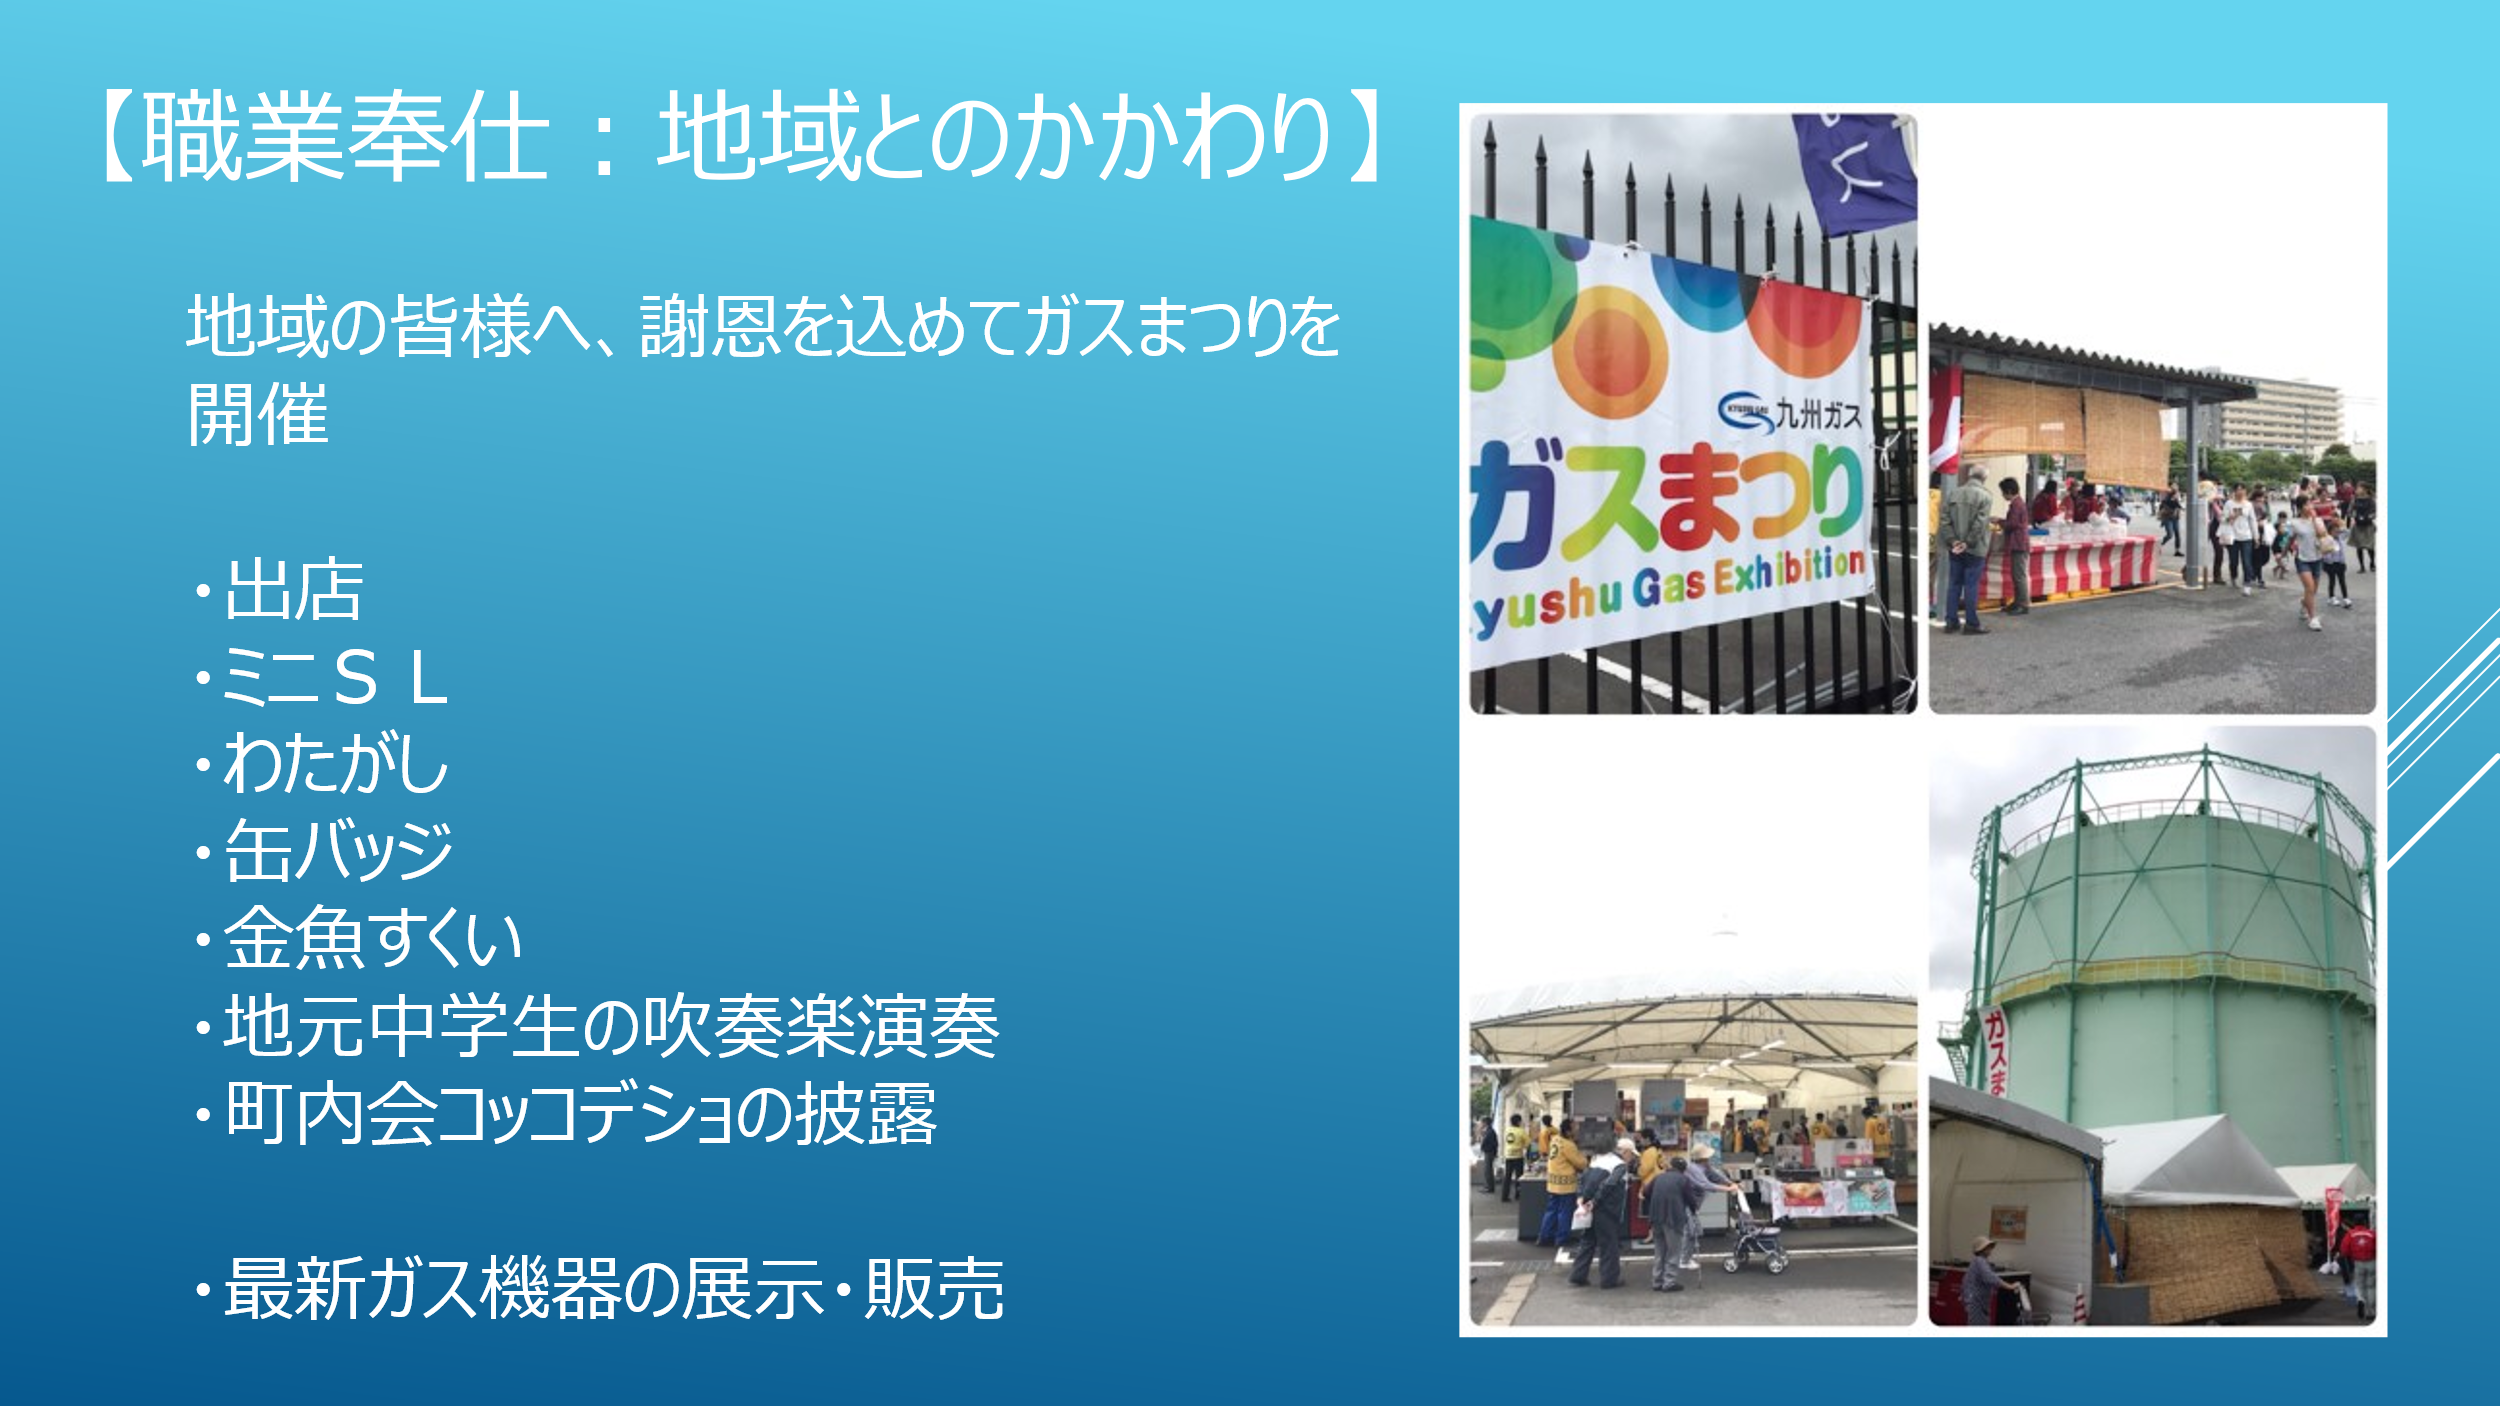 【職業奉仕：地域とのかかわり】
地域の皆様へ、謝恩を込めてガスまつりを
開催
・出店
・ミニＳＬ
・わたがし
・缶バッジ
・金魚すくい
・地元中学生の吹奏楽演奏
・町内会コッコデショの披露
・最新ガス機器の展示・販売
九州ガス
ガスまつり
yushu Gas Exhibition
ガスま